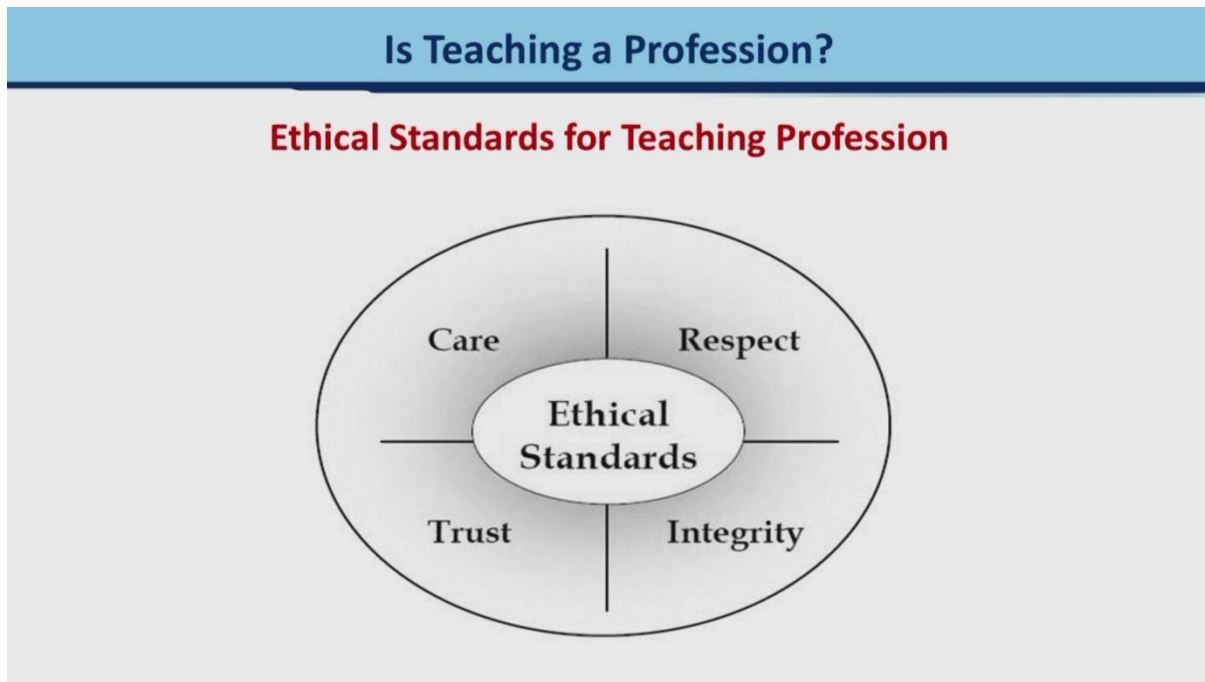 Is Teaching a Profession?
Ethical Standards for Teaching Profession
Care
Respect
Ethical
Standards
Trust
Integrity